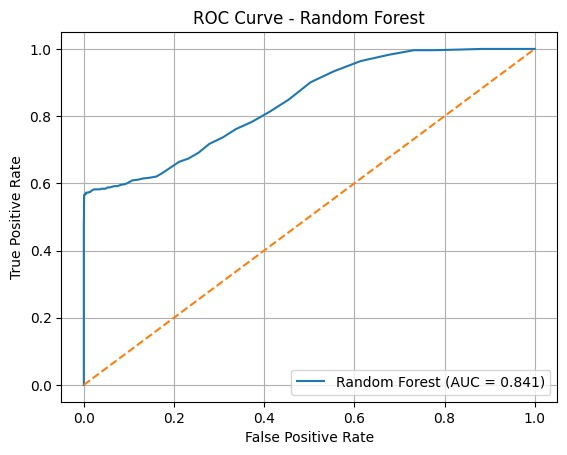 ROC Curve - Random Forest
1.0
0.8
0.6
0.4
0.2
0.0
True Positive Rate
Random Forest (AUC = 0.841)
0.0 0.2 0.4 0.6 0.8 1.0
False Positive Rate